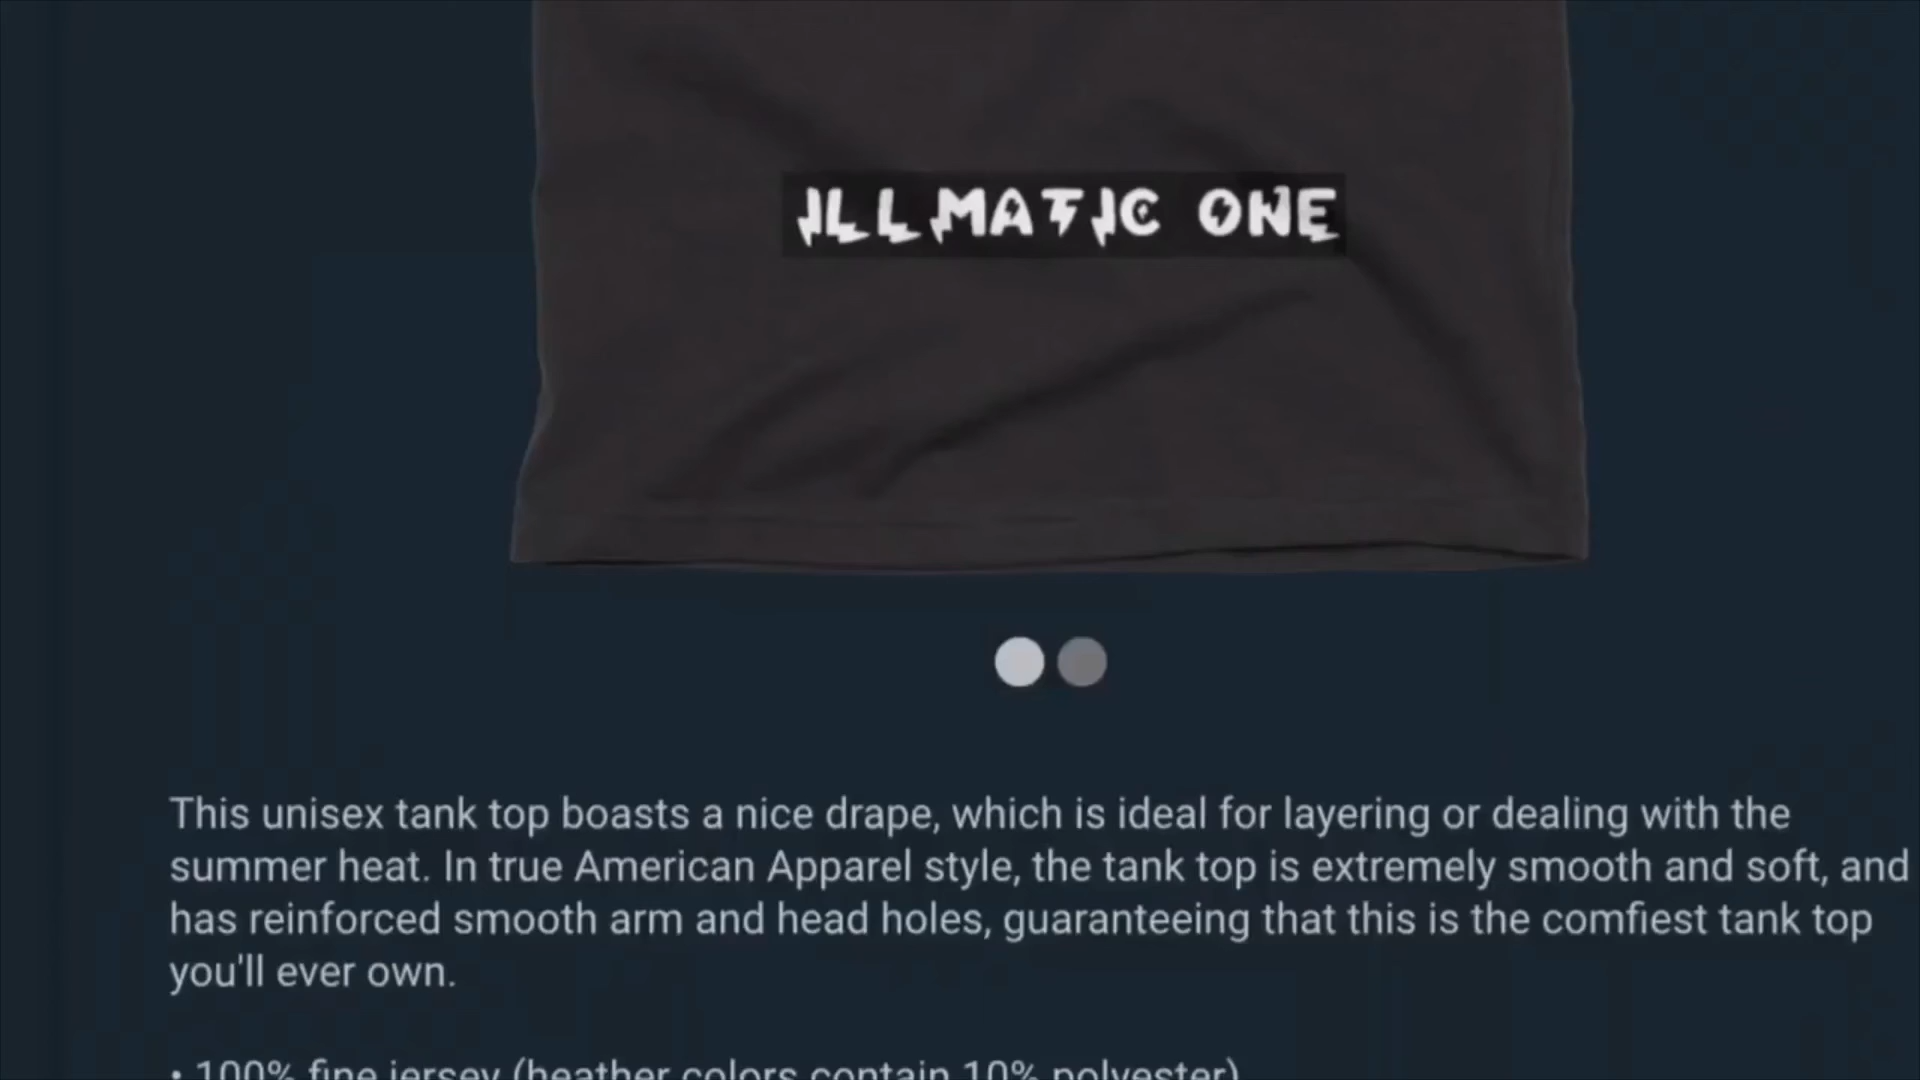 ILLMATIC ONE
This unisex tank top boasts a nice drape, which is ideal for layering or dealing with the
summer heat. In true American Apparel style, the tank top is extremely smooth and soft, and
has reinforced smooth arm and head holes, guaranteeing that this is the comfiest tank top
you'll ever own.
• 100% fine jersey (heather colors contain 10% polyester)